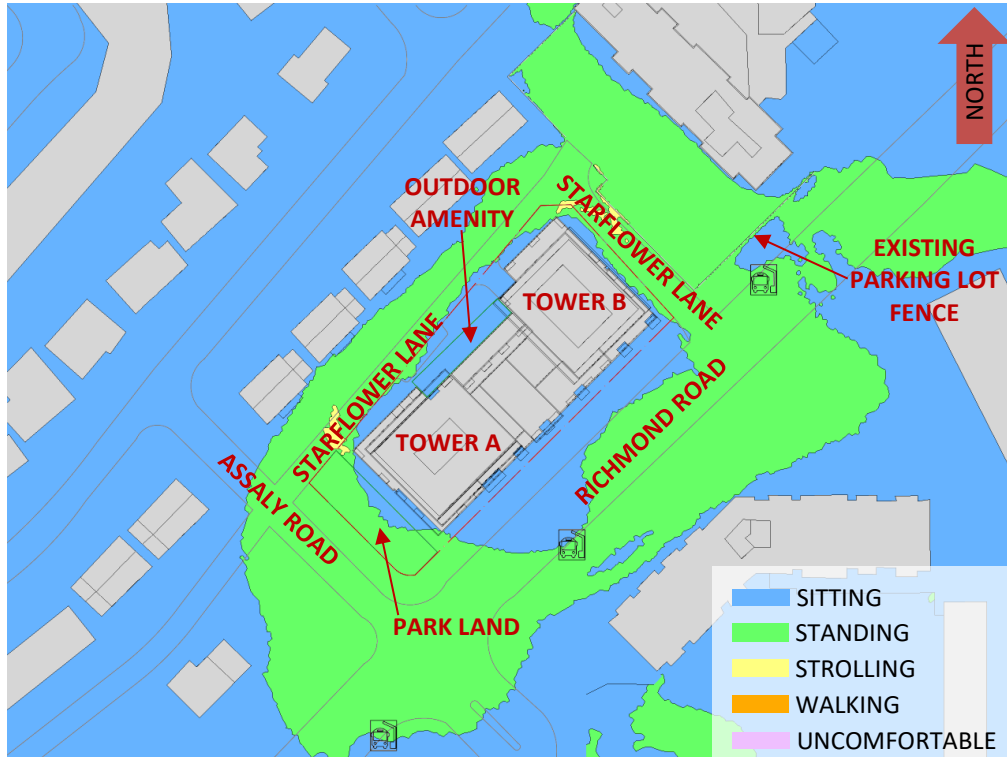 NORTH
OUTDOOR
AMENITY
STARFLOWER LANE
TOWER B
EXISTING
PARKING LOT
FENCE
STARFLOWER LANE
TOWER A
RICHMOND ROAD
ASSALY ROAD
PARK LAND
SITTING
STANDING
STROLLING
WALKING
UNCOMFORTABLE